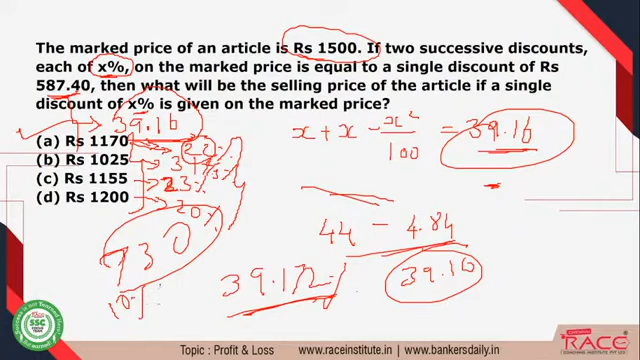 The marked price of an article is Rs 1500. If two successive discounts,
each of x%, on the marked price is equal to a single discount of Rs
587.40, then what will be the selling price of the article if a single
discount of x% is given on the marked price?
39.16
(a) Rs 1170
(b) Rs 1025
(c) Rs 1155
(d) Rs 1200
22%
23%
20%
730
x + x - x²/100 = 39.16
44 - 4.84
39.16
39.172
SSC
RACE
Topic : Profit & Loss
www.raceinstitute.in | www.bankersdaily.in